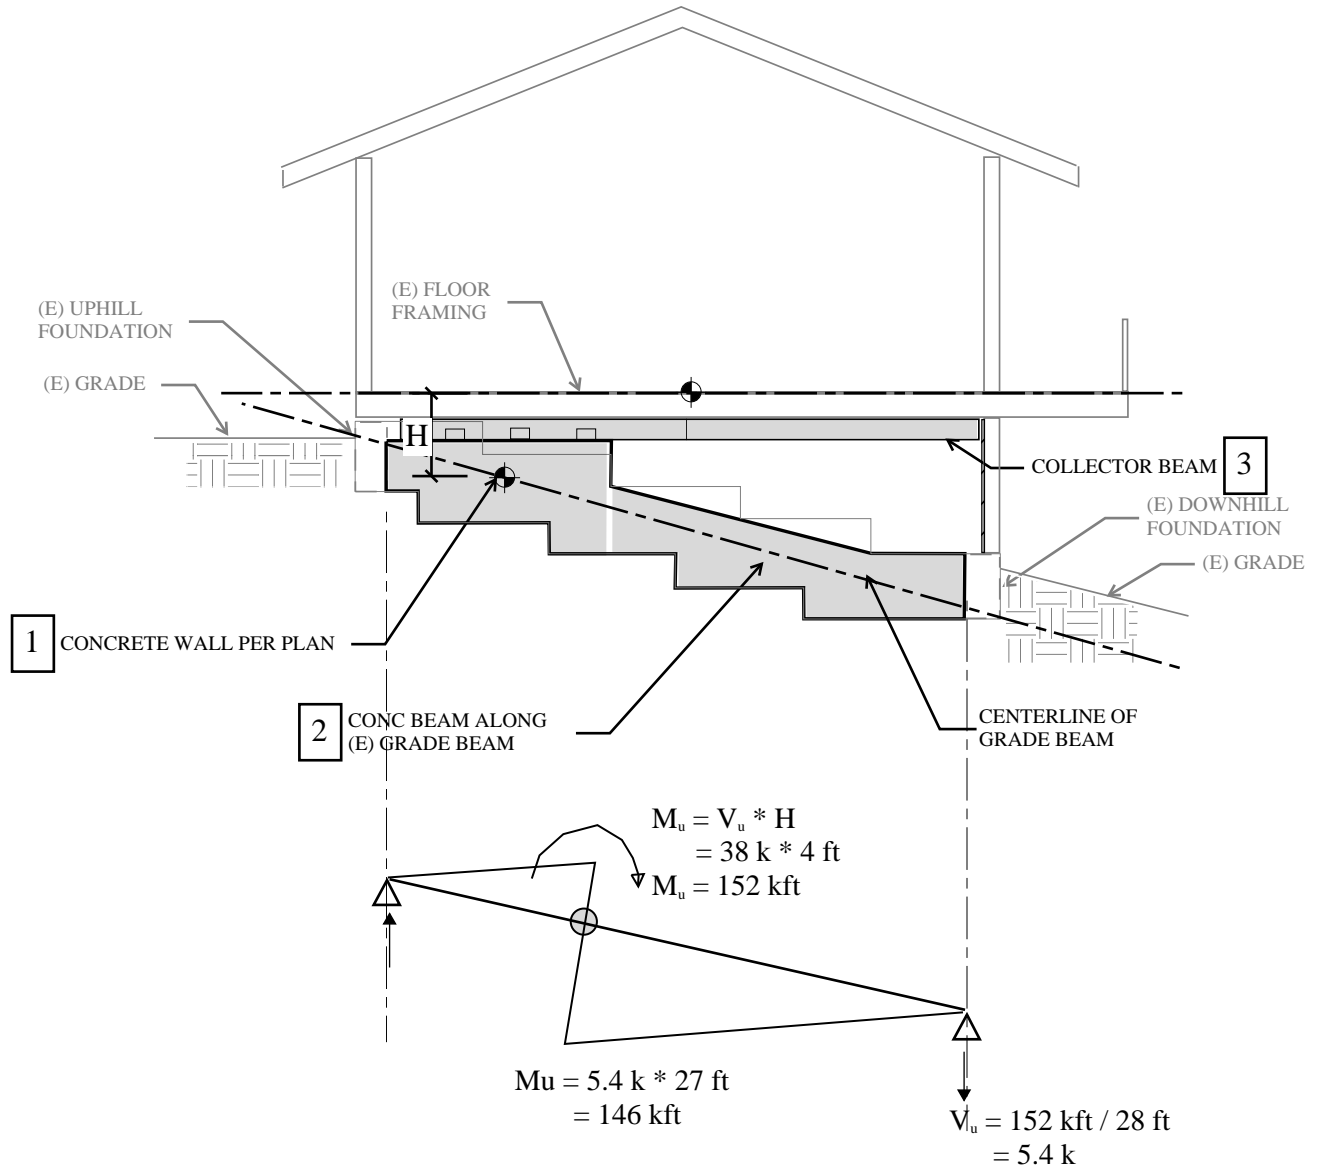 (E) UPHILL
FOUNDATION
(E) FLOOR
FRAMING
(E) GRADE
H
COLLECTOR BEAM
3
(E) DOWNHILL
FOUNDATION
(E) GRADE
1
CONCRETE WALL PER PLAN
2
CONC BEAM ALONG
(E) GRADE BEAM
CENTERLINE OF
GRADE BEAM
Mᵤ = Vᵤ * H
= 38 k * 4 ft
Mᵤ = 152 kft
Mu = 5.4 k * 27 ft
= 146 kft
Vᵤ = 152 kft / 28 ft
= 5.4 k